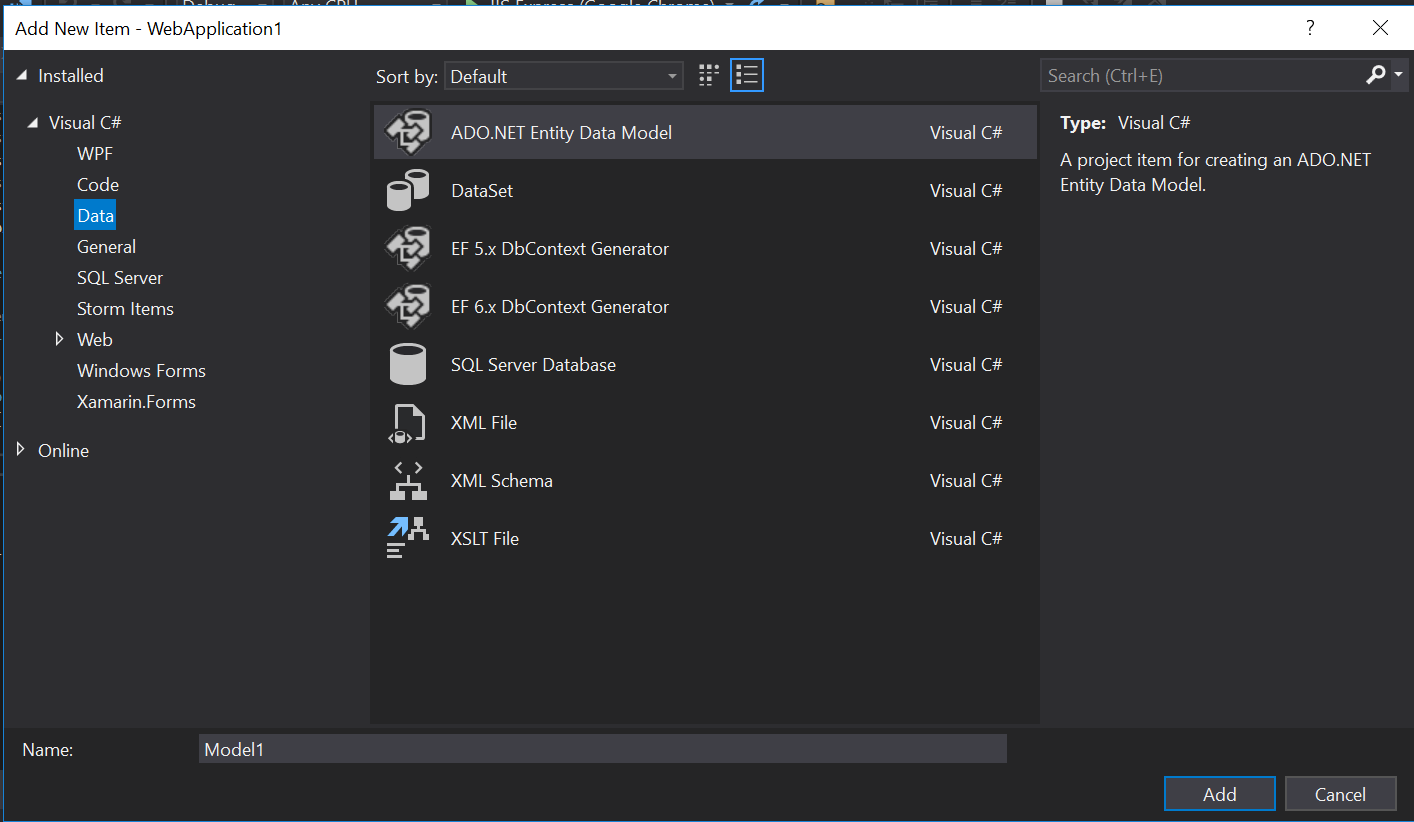 Add New Item - WebApplication1
?
Installed
Visual C#
WPF
Code
Data
General
SQL Server
Storm Items
Web
Windows Forms
Xamarin.Forms
Online
Sort by: Default
ADO.NET Entity Data Model Visual C#
DataSet Visual C#
EF 5.x DbContext Generator Visual C#
EF 6.x DbContext Generator Visual C#
SQL Server Database Visual C#
XML File Visual C#
XML Schema Visual C#
XSLT File Visual C#
Search (Ctrl+E)
Type: Visual C#
A project item for creating an ADO.NET
Entity Data Model.
Name: Model1
Add Cancel